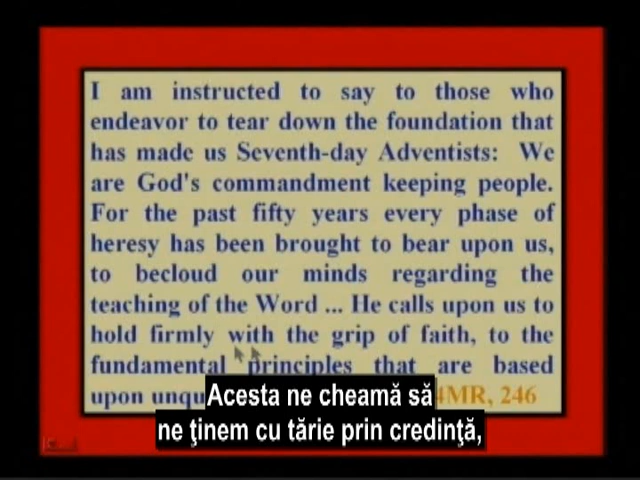 I am instructed to say to those who
endeavor to tear down the foundation that
has made us Seventh-day Adventists: We
are God's commandment keeping people.
For the past fifty years every phase of
heresy has been brought to bear upon us,
to becloud our minds regarding the
teaching of the Word ... He calls upon us to
hold firmly with the grip of faith, to the
fundamental principles that are based
upon 4MR, 246
Acesta ne cheamă să
ne ţinem cu tărie prin credinţă,